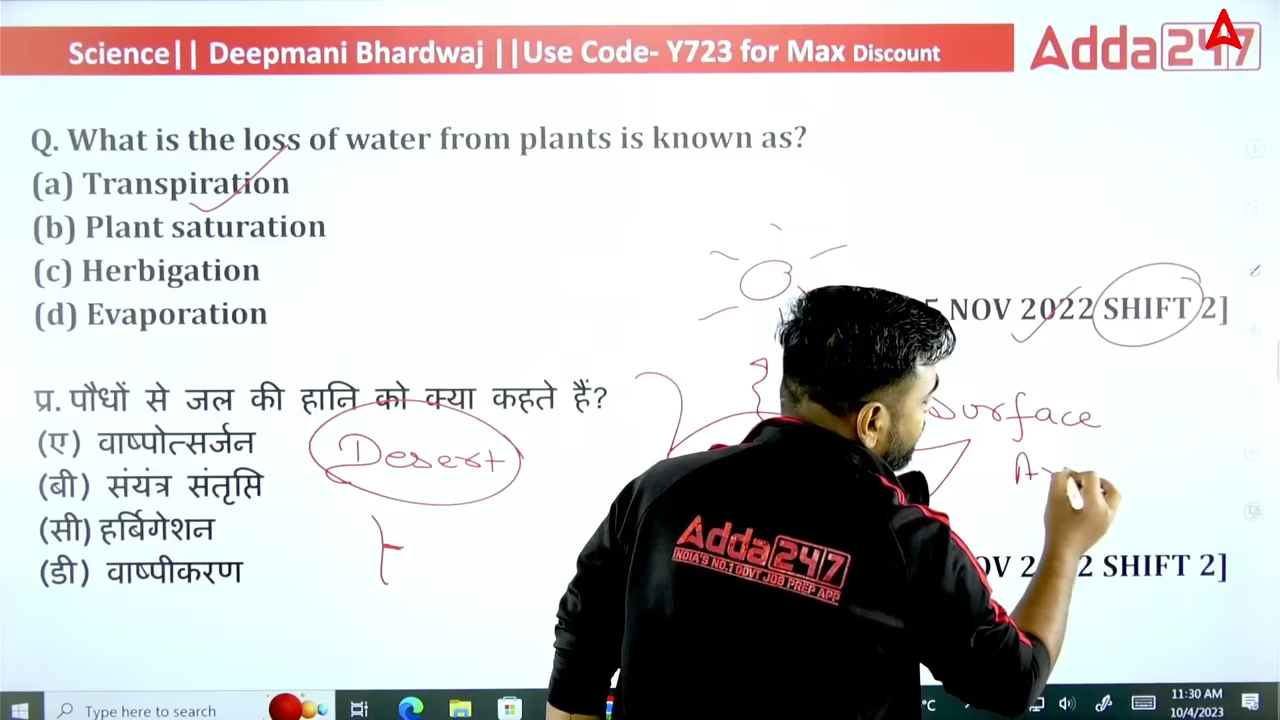 Science|| Deepmani Bhardwaj ||Use Code- Y723 for Max Discount
Adda247
Q. What is the loss of water from plants is known as?
(a) Transpiration
(b) Plant saturation
(c) Herbigation
(d) Evaporation
NOV 2022 SHIFT 2]
प्र. पौधों से जल की हानि को क्या कहते हैं?
(ए) वाष्पोत्सर्जन
(बी) संयंत्र संतृप्ति
(सी) हर्बिगेशन
(डी) वाष्पीकरण
Desert
Surface
SHIFT 2]
Adda247
INDIA'S NO.1 GOVT JOB PREP APP
Type here to search
11:30 AM
10/4/2023